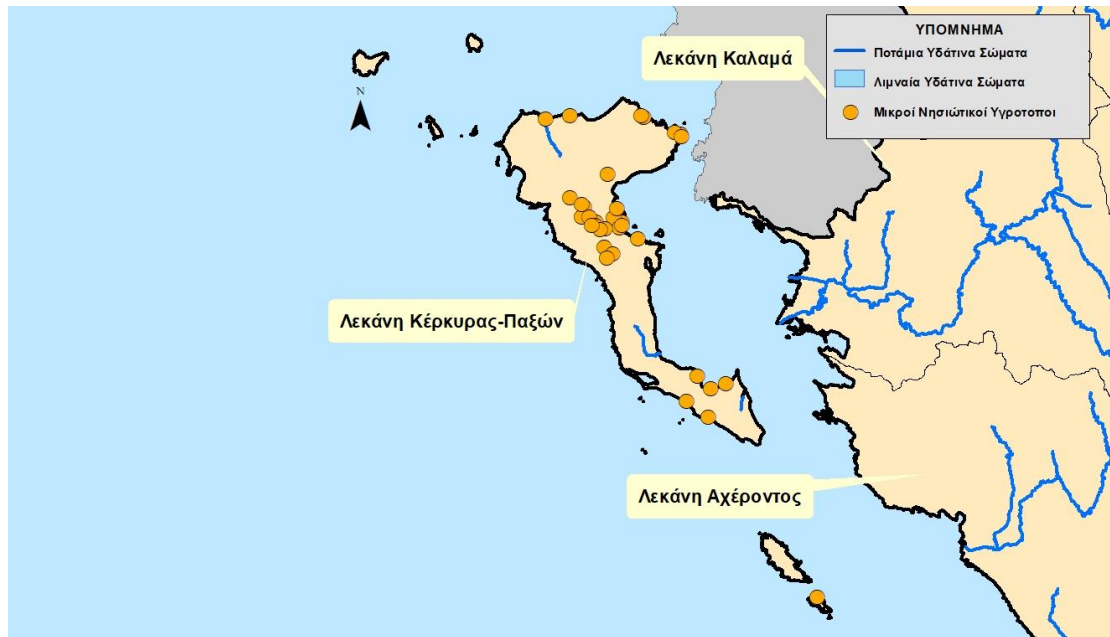 ΥΠΟΜΝΗΜΑ
Ποτάμια Υδάτινα Σώματα
Λιμναία Υδάτινα Σώματα
Μικροί Νησιώτικοί Υγροτοποι
Λεκάνη Καλαμά
N
Λεκάνη Κέρκυρας-Παξών
Λεκάνη Αχέροντος